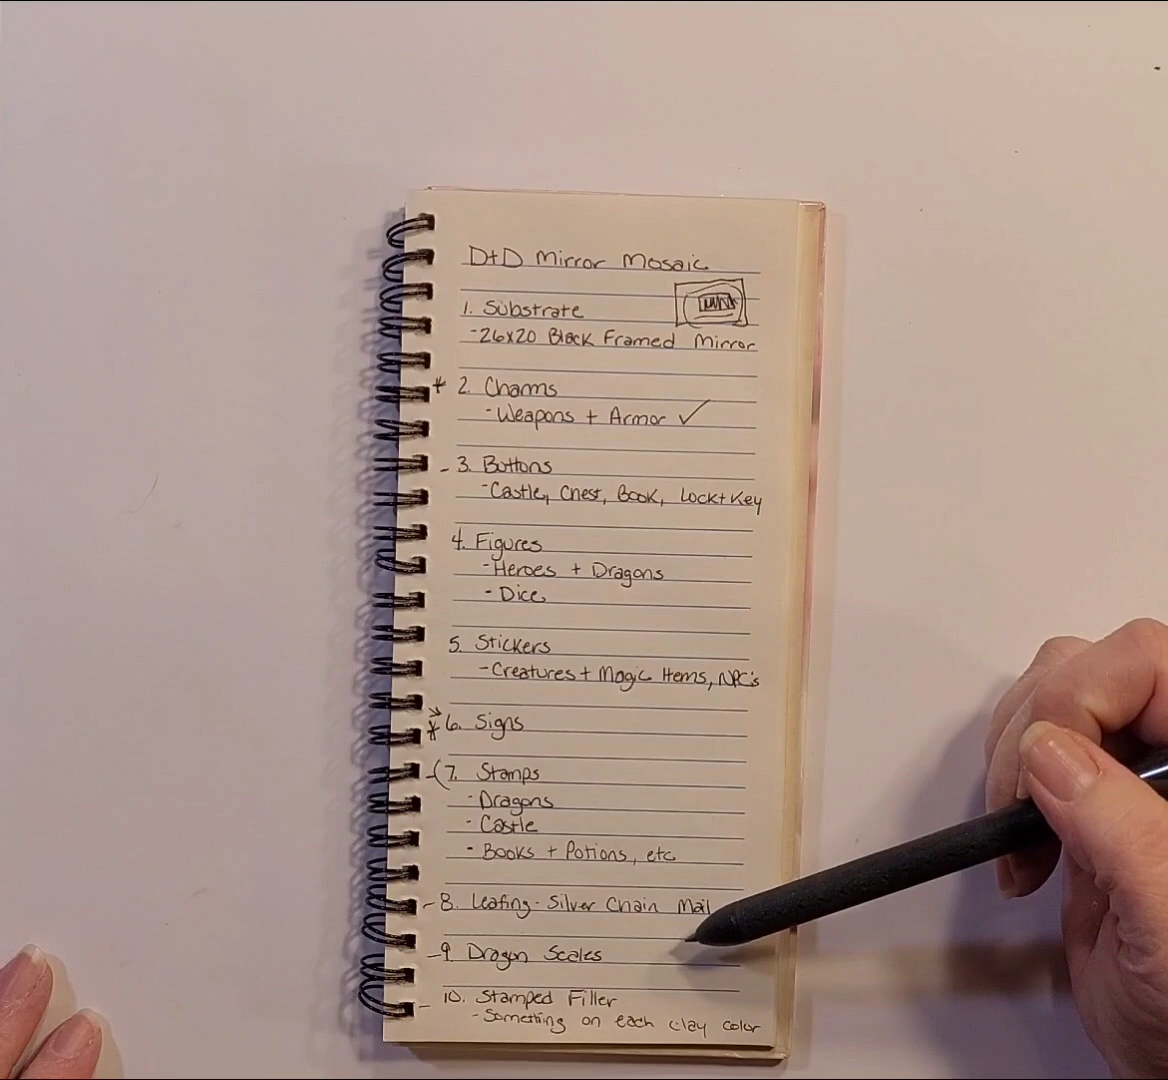 D+D Mirror Mosaic
1. Substrate
-26x20 Black Framed Mirror
* 2. Charms
-Weapons + Armor ✓
- 3. Buttons
-Castle, Chest, Book, Lock+Key
4. Figures
-Heroes + Dragons
- Dice
5. Stickers
-Creatures + Magic Items, NPC's
* 6. Signs
-(7. Stamps
- Dragons
- Castle
- Books + Potions, etc
-8. Leafing- Silver Chain Mail
-9. Dragon Scales
- 10. Stamped Filler
-Something on each clay color